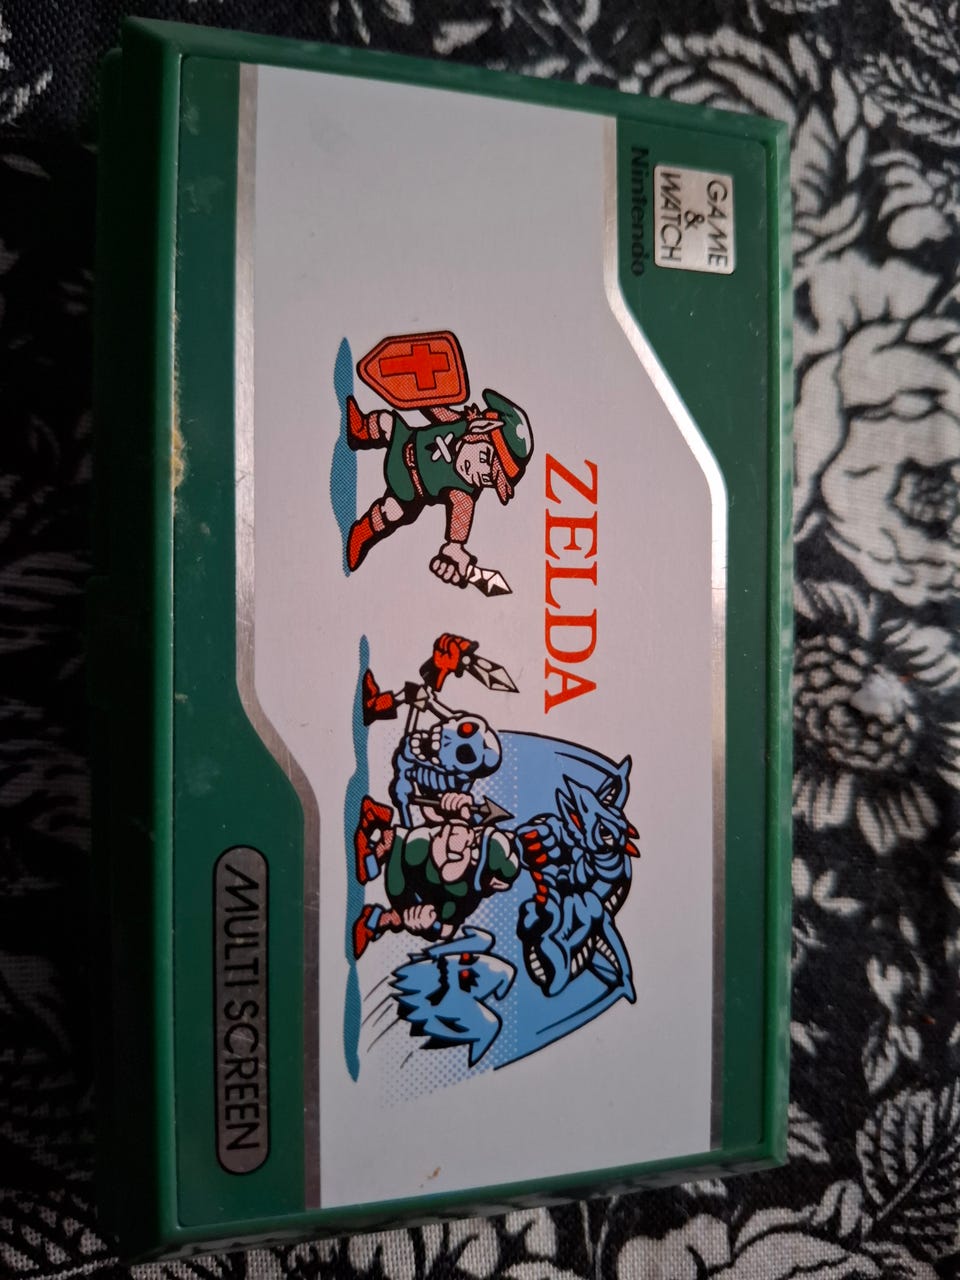 GAME
&
WATCH
Nintendo
ZELDA
MULTI SCREEN